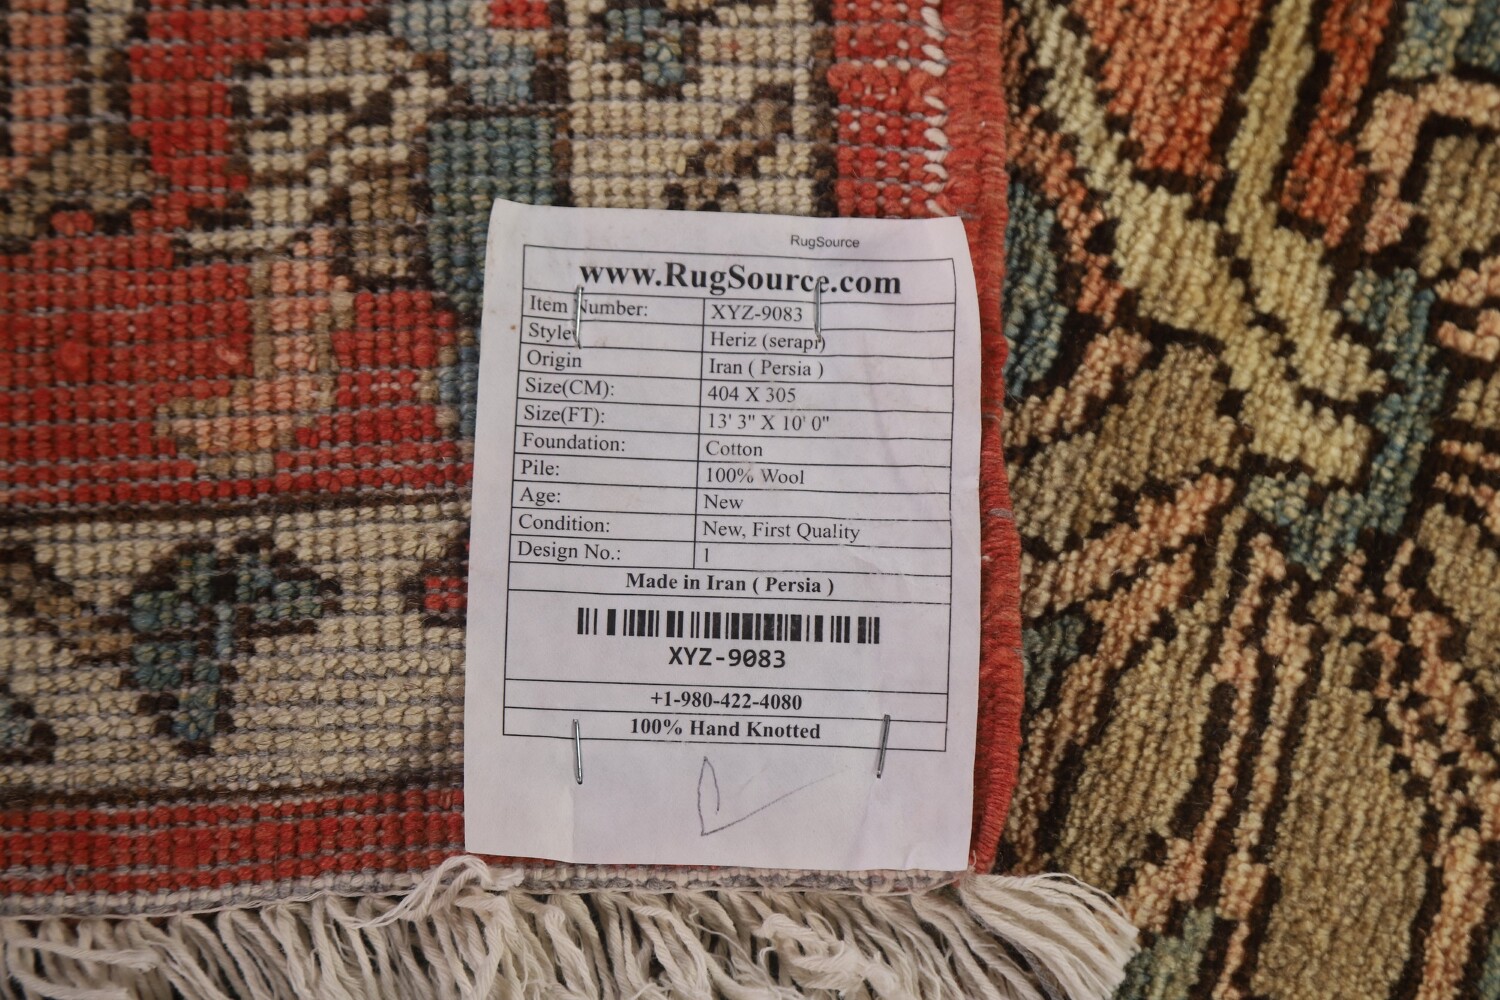 RugSource
www.RugSource.com
Item Number: XYZ-9083
Style: Heriz (serapi)
Origin Iran ( Persia )
Size(CM): 404 X 305
Size(FT): 13' 3" X 10' 0"
Foundation: Cotton
Pile: 100% Wool
Age: New
Condition: New, First Quality
Design No.: 1
Made in Iran ( Persia )
XYZ-9083
+1-980-422-4080
100% Hand Knotted